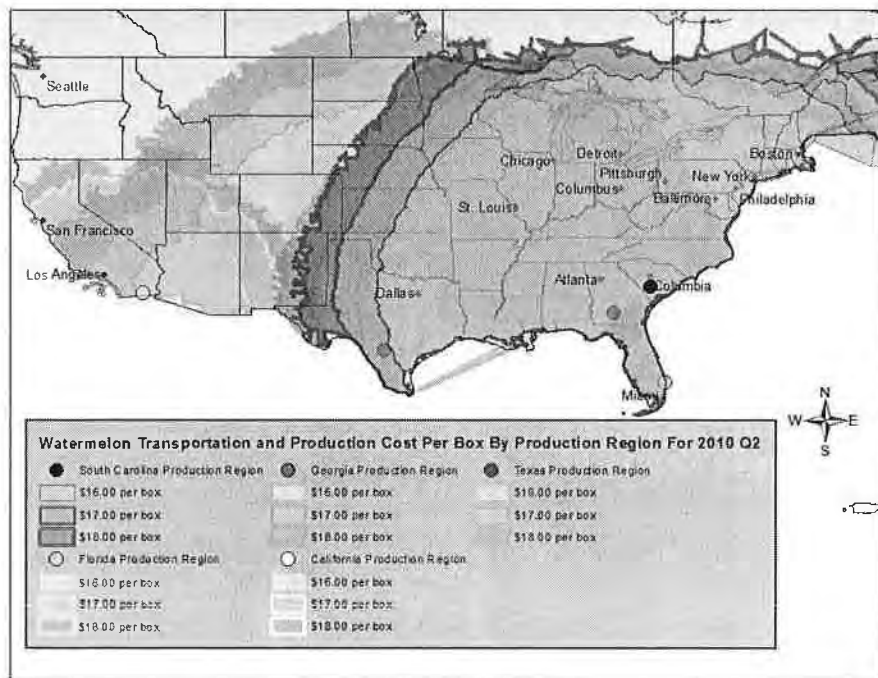 Seattle
Chicago
Detroit
Boston
Pittsburgh
New York
Columbus
Baltimore
Philadelphia
St. Louis
San Francisco
Los Angeles
Dallas
Atlanta
Columbia
Miami
N
W E
S
Watermelon Transportation and Production Cost Per Box By Production Region For 2010 Q2
South Carolina Production Region Georgia Production Region Texas Production Region
$16.00 per box $16.00 per box $16.00 per box
$17.00 per box $17.00 per box $17.00 per box
$18.00 per box $18.00 per box $18.00 per box
Florida Production Region California Production Region
$16.00 per box $16.00 per box
$17.00 per box $17.00 per box
$18.00 per box $18.00 per box